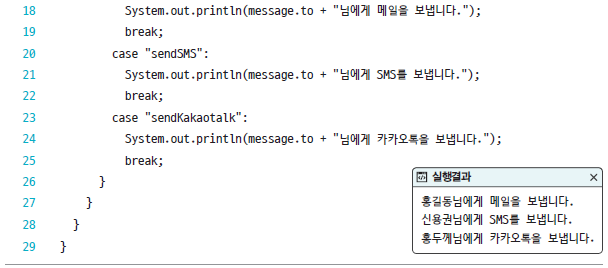 18 System.out.println(message.to + "님에게 메일을 보냅니다.");
19 break;
20 case "sendSMS":
21 System.out.println(message.to + "님에게 SMS를 보냅니다.");
22 break;
23 case "sendKakaotalk":
24 System.out.println(message.to + "님에게 카카오톡을 보냅니다.");
25 break;
26 }
27 }
28 }
29 }
실행결과 ×
홍길동님에게 메일을 보냅니다.
신용권님에게 SMS를 보냅니다.
홍두께님에게 카카오톡을 보냅니다.